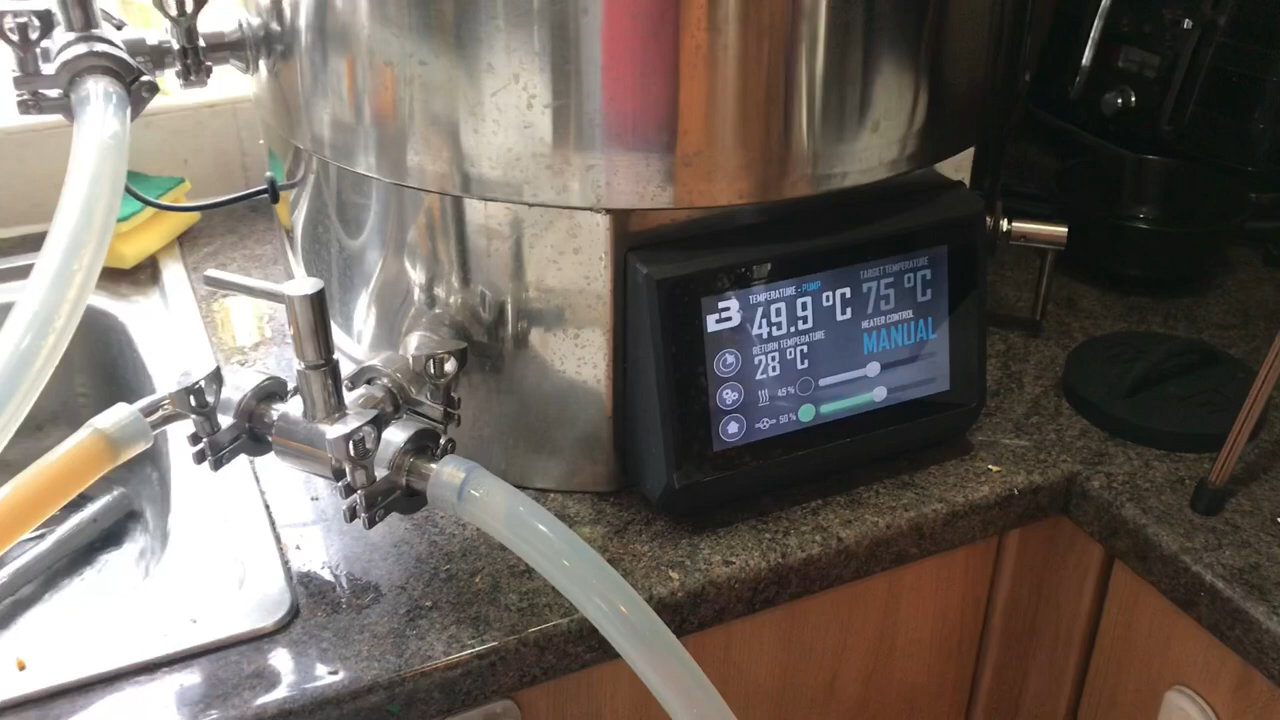 B
TEMPERATURE - PUMP
49.9 °C
RETURN TEMPERATURE
28 °C
TARGET TEMPERATURE
75 °C
HEATER CONTROL
MANUAL
45 %
50 %